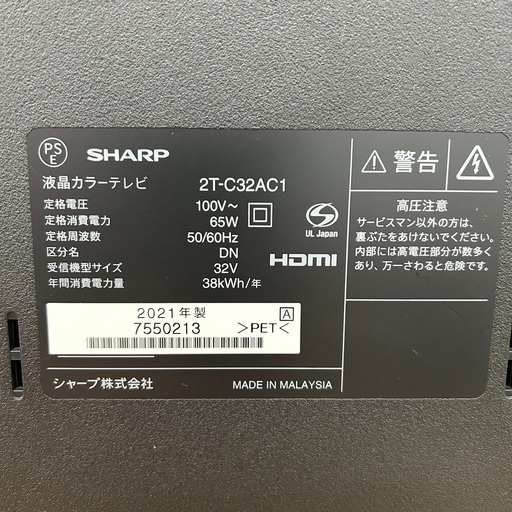 PS
E
SHARP
液晶カラーテレビ 2T-C32AC1
定格電圧 100V～
定格消費電力 65W
定格周波数 50/60Hz
区分名 DN
受信機型サイズ 32V
年間消費電力量 38kWh/年
UL Japan
HDMI
2021年製 A
7550213 >PET<
シャープ株式会社 MADE IN MALAYSIA
警告
高圧注意
サービスマン以外の方は、
裏ぶたをあけないでください。
内部には高電圧部分が数多く
あり、万一さわると危険です。